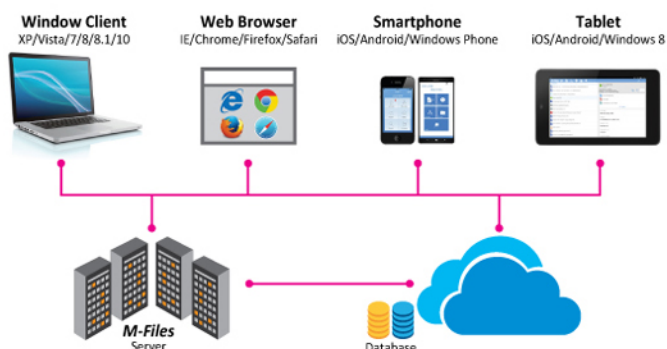 Window Client
XP/Vista/7/8/8.1/10
Web Browser
IE/Chrome/Firefox/Safari
Smartphone
iOS/Android/Windows Phone
Tablet
iOS/Android/Windows 8
M-Files
Server
Database